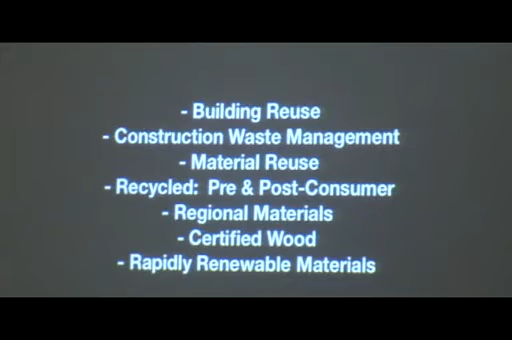 - Building Reuse
- Construction Waste Management
- Material Reuse
- Recycled: Pre & Post-Consumer
- Regional Materials
- Certified Wood
- Rapidly Renewable Materials